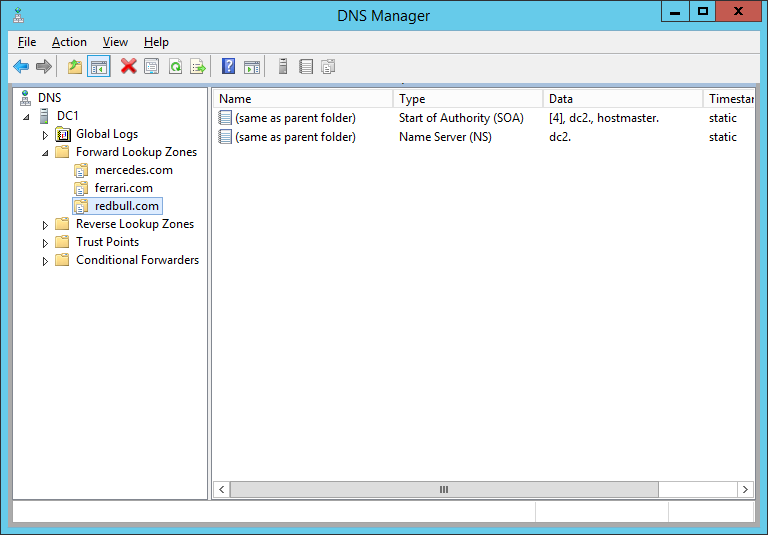 DNS Manager
File Action View Help
DNS
DC1
Global Logs
Forward Lookup Zones
mercedes.com
ferrari.com
redbull.com
Reverse Lookup Zones
Trust Points
Conditional Forwarders
Name Type Data Timestar
(same as parent folder) Start of Authority (SOA) [4], dc2., hostmaster. static
(same as parent folder) Name Server (NS) dc2. static